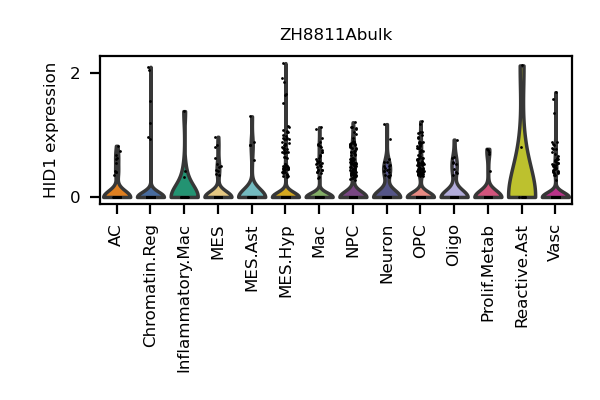 ZH8811Abulk
HID1 expression
2
0
AC
Chromatin.Reg
Inflammatory.Mac
MES
MES.Ast
MES.Hyp
Mac
NPC
Neuron
OPC
Oligo
Prolif.Metab
Reactive.Ast
Vasc